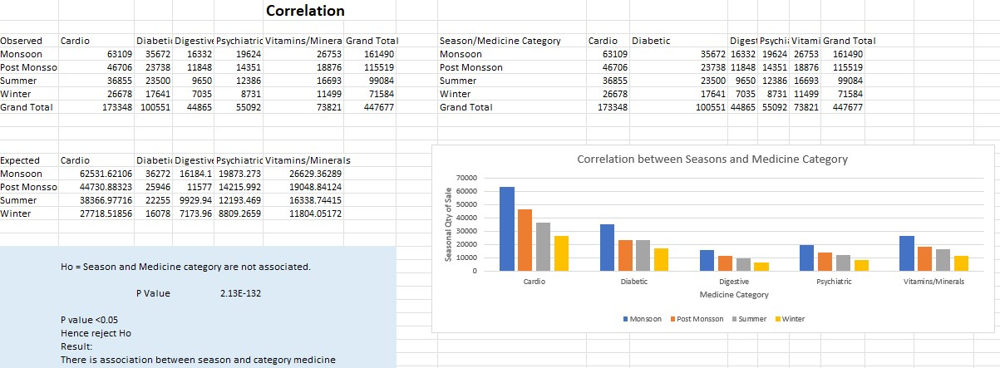 Correlation
Observed Cardio Diabetic Digestive Psychiatric Vitamins/Minera Grand Total
Monsoon 63109 35672 16332 19624 26753 161490
Post Monsso 46706 23738 11848 14351 18876 115519
Summer 36855 23500 9650 12386 16693 99084
Winter 26678 17641 7035 8731 11499 71584
Grand Total 173348 100551 44865 55092 73821 447677
Season/Medicine Category Cardio Diabetic Digest Psychi Vitami Grand Total
Monsoon 63109 35672 16332 19624 26753 161490
Post Monsson 46706 23738 11848 14351 18876 115519
Summer 36855 23500 9650 12386 16693 99084
Winter 26678 17641 7035 8731 11499 71584
Grand Total 173348 100551 44865 55092 73821 447677
Expected Cardio Diabetic Digestive Psychiatric Vitamins/Minerals
Monsoon 62531.62106 36272 16184.1 19873.273 26629.36289
Post Monsso 44730.88323 25946 11577 14215.992 19048.84124
Summer 38366.97716 22255 9929.94 12193.469 16338.74415
Winter 27718.51856 16078 7173.96 8809.2659 11804.05172
Ho = Season and Medicine category are not associated.
P Value 2.13E-132
P value <0.05
Hence reject Ho
Result:
There is association between season and category medicine
Correlation between Seasons and Medicine Category
Seasonal Qty of Sale
70000
60000
50000
40000
30000
20000
10000
0
Cardio Diabetic Digestive Psychiatric Vitamins/Minerals
Medicine Category
Monsoon Post Monsson Summer Winter